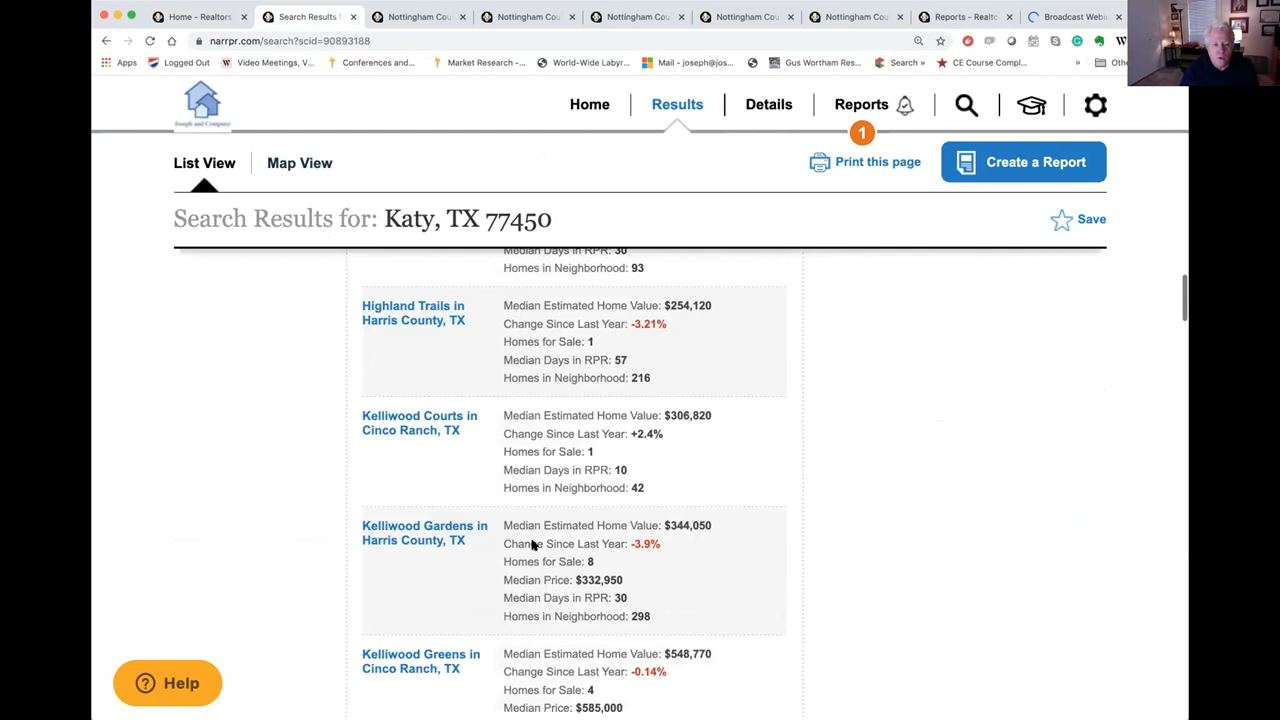 Home – Realtors
Search Results for
Nottingham Cou
Nottingham Cou
Nottingham Cou
Nottingham Cou
Nottingham Cou
Reports – Realto
Broadcast Webi
narrpr.com/search?scid=90893188
Apps
Logged Out
Video Meetings, V...
Conferences and...
Market Research -...
World-Wide Labyr...
Mail - joseph@jos...
Gus Wortham Res...
Search »
CE Course Compl...
»
Joseph and Company
Home
Results
Details
Reports
1
List View
Map View
Print this page
Create a Report
Search Results for: Katy, TX 77450
Save
Median Days in RPR: 30
Homes in Neighborhood: 93
Highland Trails in
Harris County, TX
Median Estimated Home Value: $254,120
Change Since Last Year: -3.21%
Homes for Sale: 1
Median Days in RPR: 57
Homes in Neighborhood: 216
Kelliwood Courts in
Cinco Ranch, TX
Median Estimated Home Value: $306,820
Change Since Last Year: +2.4%
Homes for Sale: 1
Median Days in RPR: 10
Homes in Neighborhood: 42
Kelliwood Gardens in
Harris County, TX
Median Estimated Home Value: $344,050
Change Since Last Year: -3.9%
Homes for Sale: 8
Median Price: $332,950
Median Days in RPR: 30
Homes in Neighborhood: 298
Kelliwood Greens in
Cinco Ranch, TX
Median Estimated Home Value: $548,770
Change Since Last Year: -0.14%
Homes for Sale: 4
Median Price: $585,000
Help